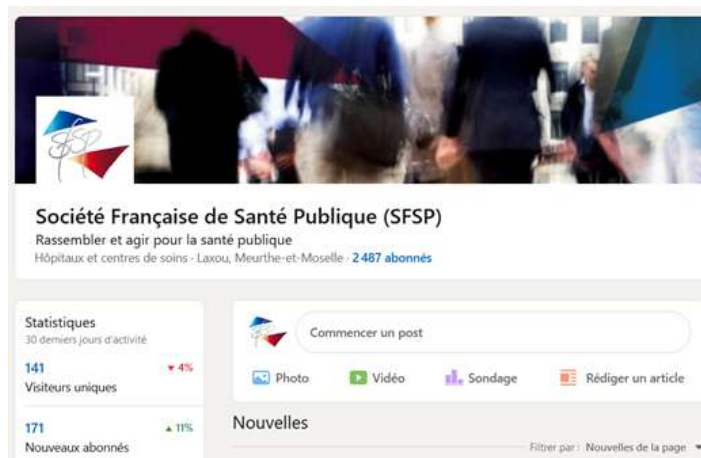 SFSP
Société Française de Santé Publique (SFSP)
Rassembler et agir pour la santé publique
Hôpitaux et centres de soins · Laxou, Meurthe-et-Moselle · 2 487 abonnés
Statistiques
30 derniers jours d'activité
141 ▼ 4%
Visiteurs uniques
171 ▲ 11%
Nouveaux abonnés
Commencer un post
Photo Vidéo Sondage Rédiger un article
Nouvelles
Filtrer par : Nouvelles de la page ▼